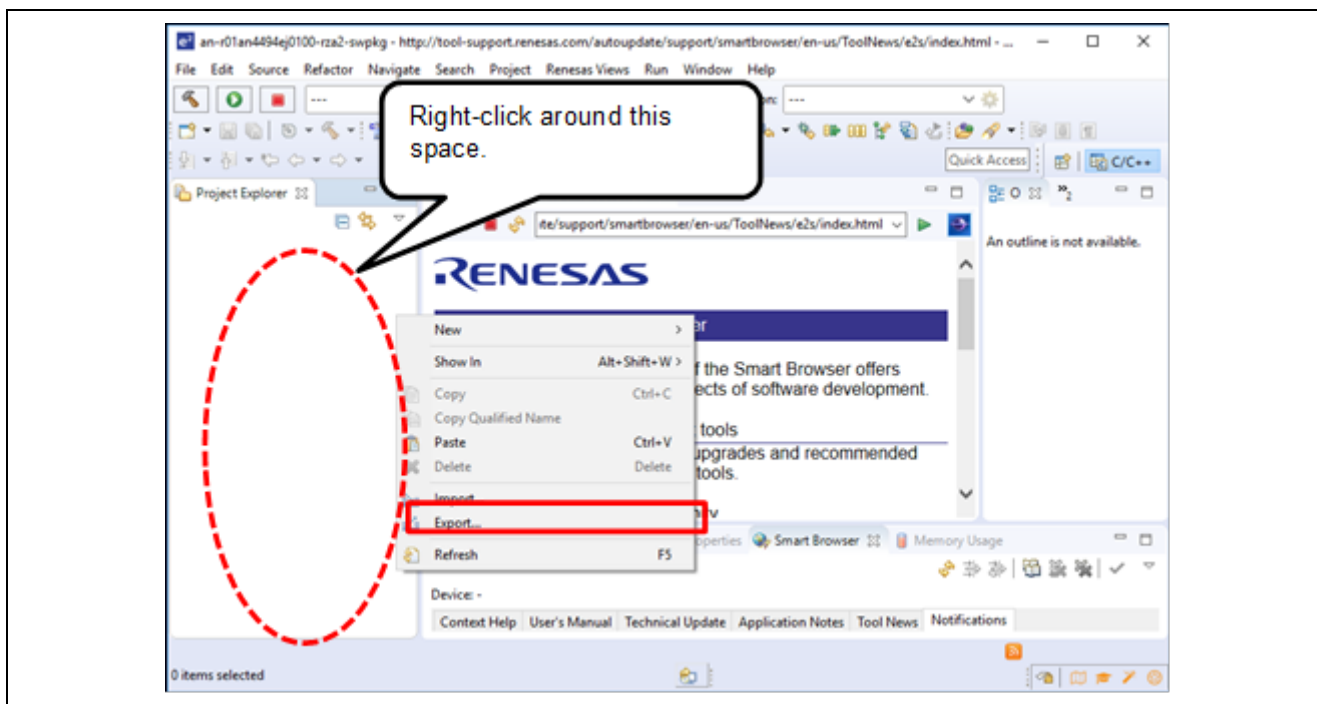 an-r01an4494ej0100-rza2-swpkg - http://tool-support.renesas.com/autoupdate/support/smartbrowser/en-us/ToolNews/e2s/index.html - ...
File Edit Source Refactor Navigate Search Project Renesas Views Run Window Help
---
---
Right-click around this
space.
Quick Access
C/C++
Project Explorer
O
2
ite/support/smartbrowser/en-us/ToolNews/e2s/index.html
An outline is not available.
RENESAS
New
Show In Alt+Shift+W >
f the Smart Browser offers
Copy Ctrl+C
ects of software development.
Copy Qualified Name
tools
Paste Ctrl+V
upgrades and recommended
Delete Delete
tools.
Import...
Export...
Refresh F5
operties Smart Browser Memory Usage
Device: -
Context Help User's Manual Technical Update Application Notes Tool News Notifications
0 items selected